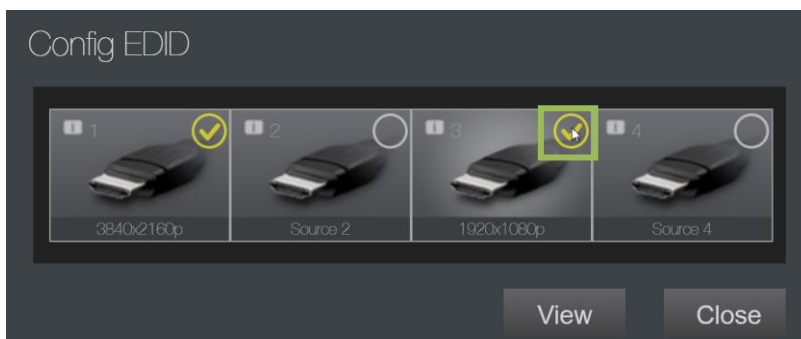 Config EDID
i 1
i 2
i 3
i 4
3840x2160p
Source 2
1920x1080p
Source 4
View
Close